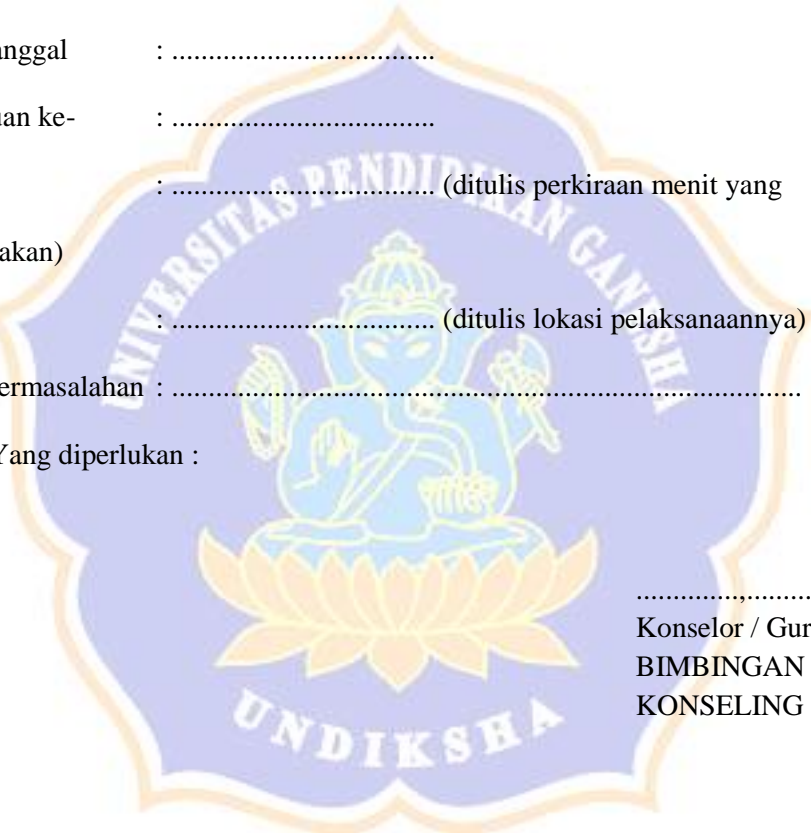 anggal : ...................................
uan ke- : ...................................
: ................................... (ditulis perkiraan menit yang
akan)
: ................................... (ditulis lokasi pelaksanaannya)
ermasalahan : ....................................................................................
Yang diperlukan :
..............,.........
Konselor / Gur
BIMBINGAN
KONSELING
UNIVERSITAS PENDIDIKAN GANESHA
UNDIKSHA